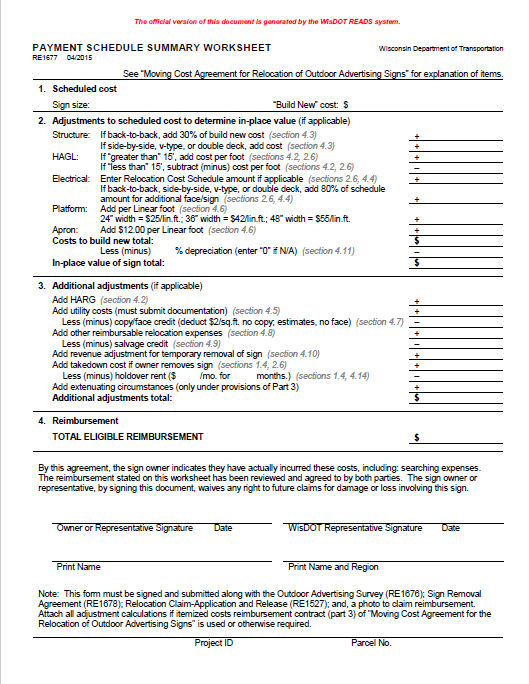 The official version of this document is generated by the WisDOT READS system.
PAYMENT SCHEDULE SUMMARY WORKSHEET Wisconsin Department of Transportation
RE1677 04/2015
See "Moving Cost Agreement for Relocation of Outdoor Advertising Signs" for explanation of items.
1. Scheduled cost
Sign size: "Build New" cost: $
2. Adjustments to scheduled cost to determine in-place value (if applicable)
Structure: If back-to-back, add 30% of build new cost (section 4.3) +
If side-by-side, v-type, or double deck, add cost (section 4.3) +
HAGL: If "greater than" 15', add cost per foot (sections 4.2, 2.6) +
If "less than" 15', subtract (minus) cost per foot (sections 4.2, 2.6) –
Electrical: Enter Relocation Cost Schedule amount if applicable (sections 2.6, 4.4) +
If back-to-back, side-by-side, v-type, or double deck, add 80% of schedule
amount for additional face/sign (sections 2.6, 4.4) +
Platform: Add per Linear foot (section 4.6)
24" width = $25/lin.ft.; 36" width = $42/lin.ft.; 48" width = $55/lin.ft. +
Apron: Add $12.00 per Linear foot (section 4.6) +
Costs to build new total: $
Less (minus) % depreciation (enter "0" if N/A) (section 4.11) –
In-place value of sign total: $
3. Additional adjustments (if applicable)
Add HARG (section 4.2) +
Add utility costs (must submit documentation) (section 4.5) +
Less (minus) copy/face credit (deduct $2/sq.ft. no copy; estimates, no face) (section 4.7) –
Add other reimbursable relocation expenses (section 4.8) +
Less (minus) salvage credit (section 4.9) –
Add revenue adjustment for temporary removal of sign (section 4.10) +
Add takedown cost if owner removes sign (sections 1.4, 2.6) +
Less (minus) holdover rent ($ /mo. for months.) (sections 1.4, 4.14) –
Add extenuating circumstances (only under provisions of Part 3) +
Additional adjustments total: $
4. Reimbursement
TOTAL ELIGIBLE REIMBURSEMENT $
By this agreement, the sign owner indicates they have actually incurred these costs, including: searching expenses.
The reimbursement stated on this worksheet has been reviewed and agreed to by both parties. The sign owner or
representative, by signing this document, waives any right to future claims for damage or loss involving this sign.
Owner or Representative Signature Date WisDOT Representative Signature Date
Print Name Print Name and Region
Note: This form must be signed and submitted along with the Outdoor Advertising Survey (RE1676); Sign Removal
Agreement (RE1678); Relocation Claim-Application and Release (RE1527); and, a photo to claim reimbursement.
Attach all adjustment calculations if itemized costs reimbursement contract (part 3) of "Moving Cost Agreement for the
Relocation of Outdoor Advertising Signs" is used or otherwise required.
Project ID Parcel No.